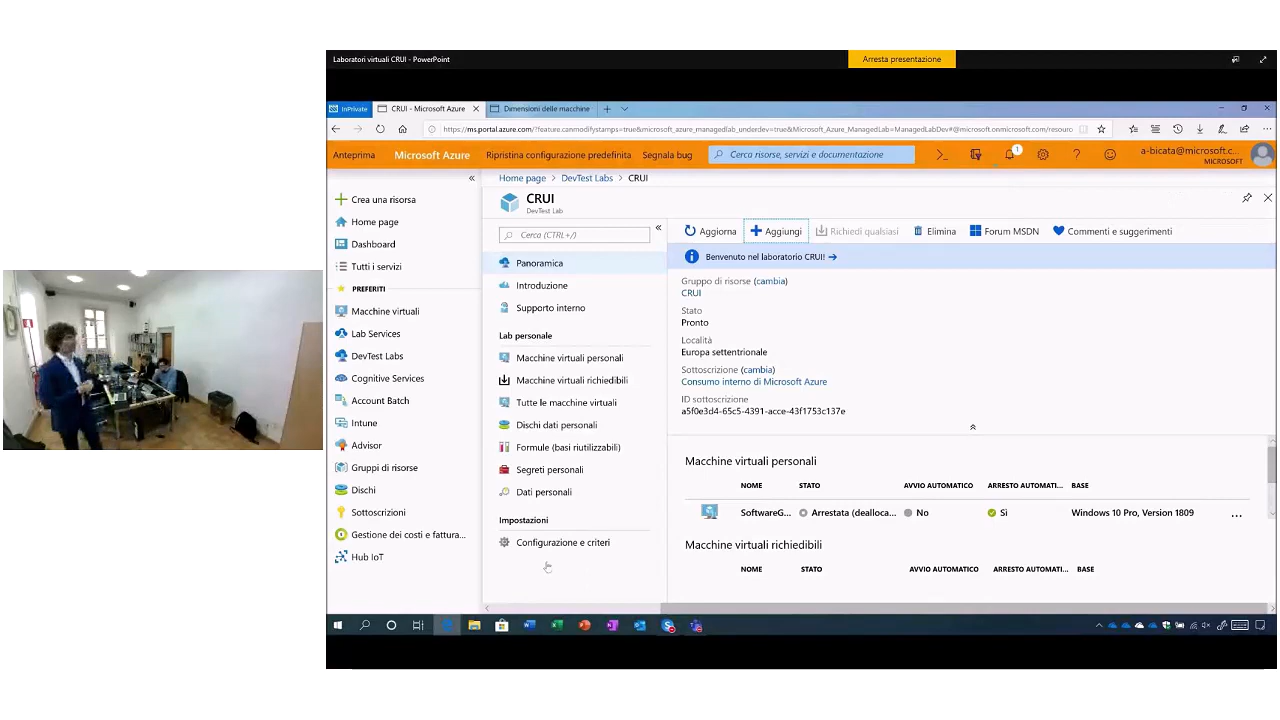 Laboratori virtuali CRUI - PowerPoint
Arresta presentazione
InPrivate
CRUI - Microsoft Azure
Dimensioni delle macchine
https://ms.portal.azure.com/?feature.canmodifystamps=true&microsoft_azure_managedlab_underdev=true&Microsoft_Azure_ManagedLab=ManagedLabDev#@microsoft.onmicrosoft.com/resourc
Anteprima
Microsoft Azure
Ripristina configurazione predefinita
Segnala bug
Cerca risorse, servizi e documentazione
1
a-bicata@microsoft.c...
MICROSOFT
Crea una risorsa
Home page
Dashboard
Tutti i servizi
PREFERITI
Macchine virtuali
Lab Services
DevTest Labs
Cognitive Services
Account Batch
Intune
Advisor
Gruppi di risorse
Dischi
Sottoscrizioni
Gestione dei costi e fattura...
Hub IoT
Home page > DevTest Labs > CRUI
CRUI
DevTest Lab
Cerca (CTRL+/)
Panoramica
Introduzione
Supporto interno
Lab personale
Macchine virtuali personali
Macchine virtuali richiedibili
Tutte le macchine virtuali
Dischi dati personali
Formule (basi riutilizzabili)
Segreti personali
Dati personali
Impostazioni
Configurazione e criteri
Aggiorna
Aggiungi
Richiedi qualsiasi
Elimina
Forum MSDN
Commenti e suggerimenti
Benvenuto nel laboratorio CRUI!
Gruppo di risorse (cambia)
CRUI
Stato
Pronto
Località
Europa settentrionale
Sottoscrizione (cambia)
Consumo interno di Microsoft Azure
ID sottoscrizione
a5f0e3d4-65c5-4391-acce-43f1753c137e
Macchine virtuali personali
NOME STATO AVVIO AUTOMATICO ARRESTO AUTOMATI... BASE
SoftwareG... Arrestata (dealloca... No Sì Windows 10 Pro, Version 1809
Macchine virtuali richiedibili
NOME STATO AVVIO AUTOMATICO ARRESTO AUTOMATI... BASE